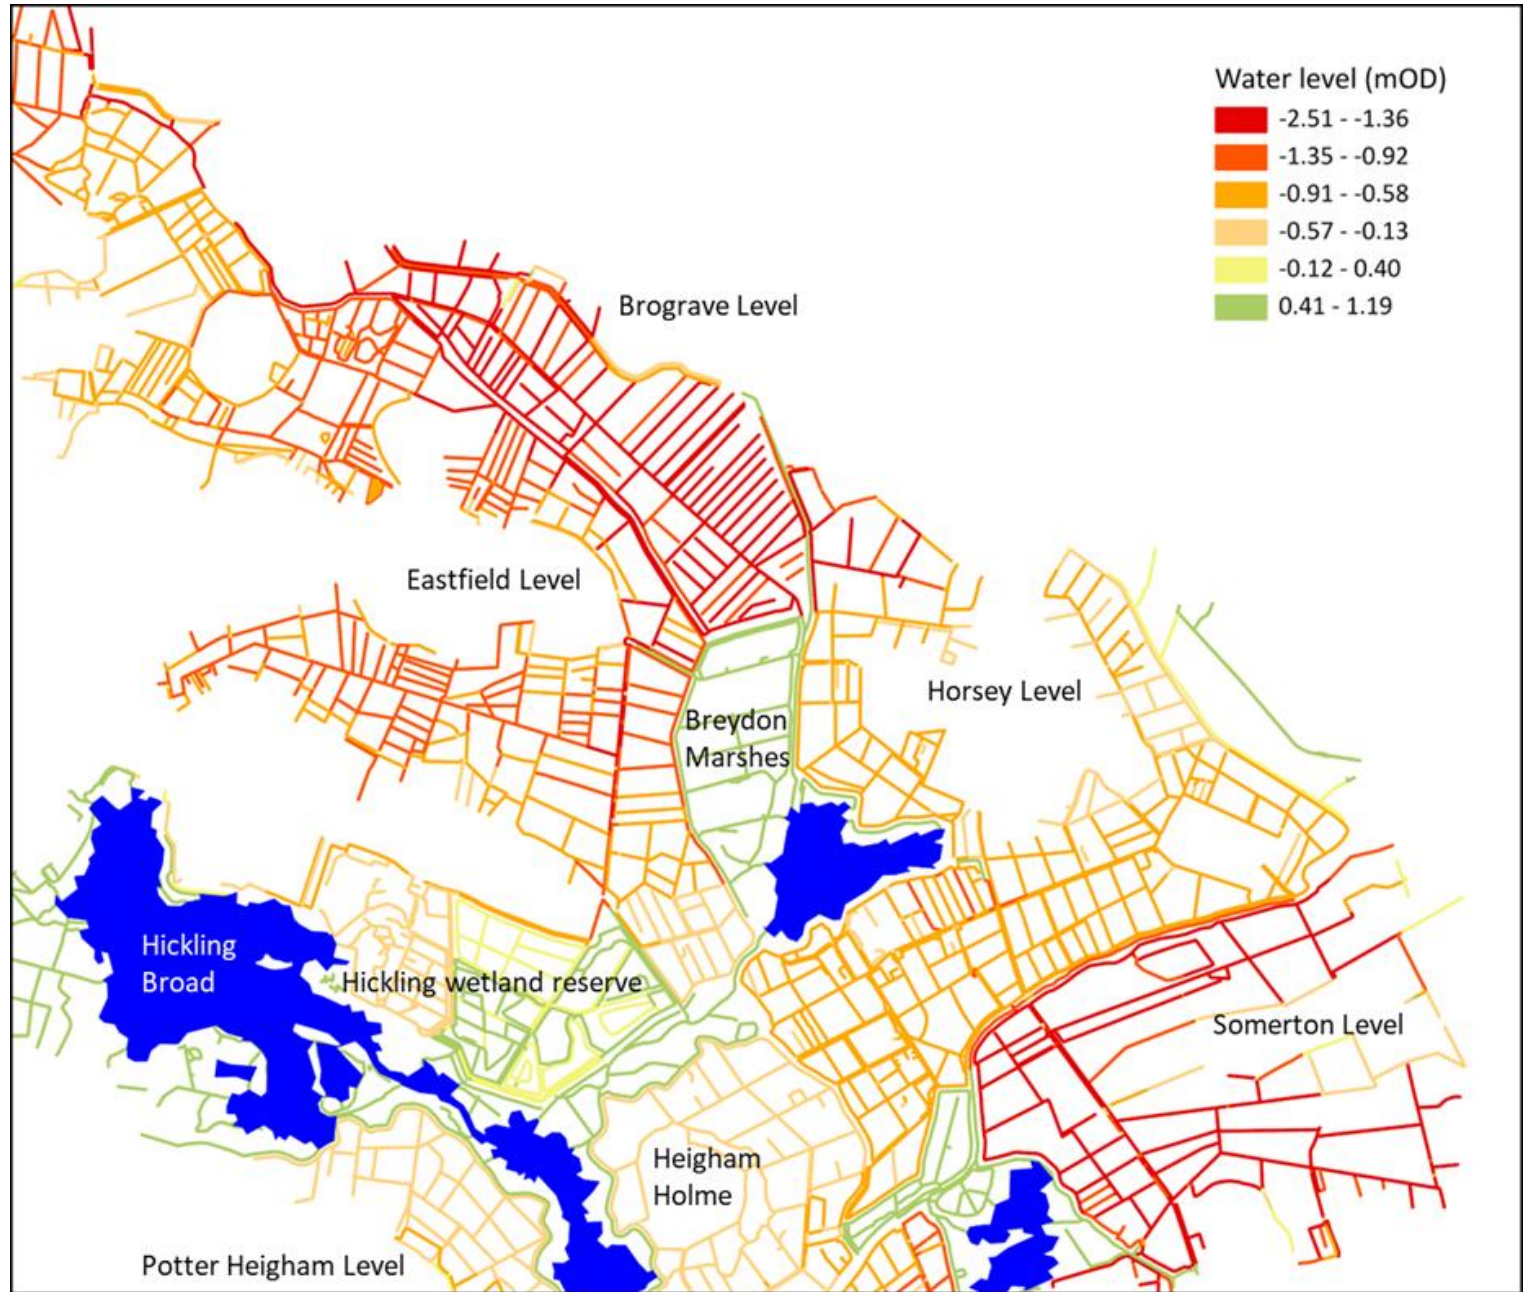 Water level (mOD)
-2.51 - -1.36
-1.35 - -0.92
-0.91 - -0.58
-0.57 - -0.13
-0.12 - 0.40
0.41 - 1.19
Brograve Level
Eastfield Level
Horsey Level
Breydon
Marshes
Hickling
Broad
Hickling wetland reserve
Somerton Level
Heigham
Holme
Potter Heigham Level